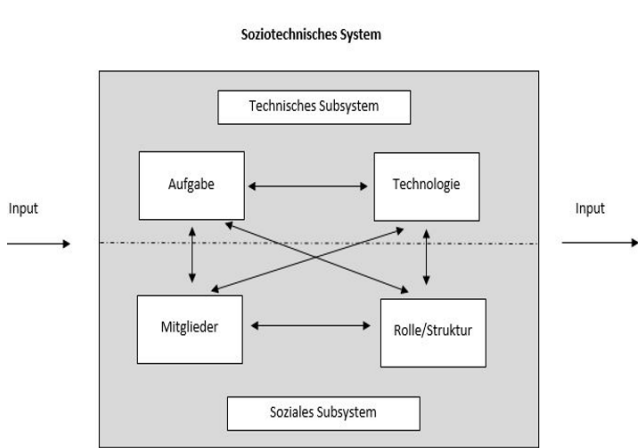 Soziotechnisches System
Technisches Subsystem
Aufgabe
Technologie
Input
Input
Mitglieder
Rolle/Struktur
Soziales Subsystem